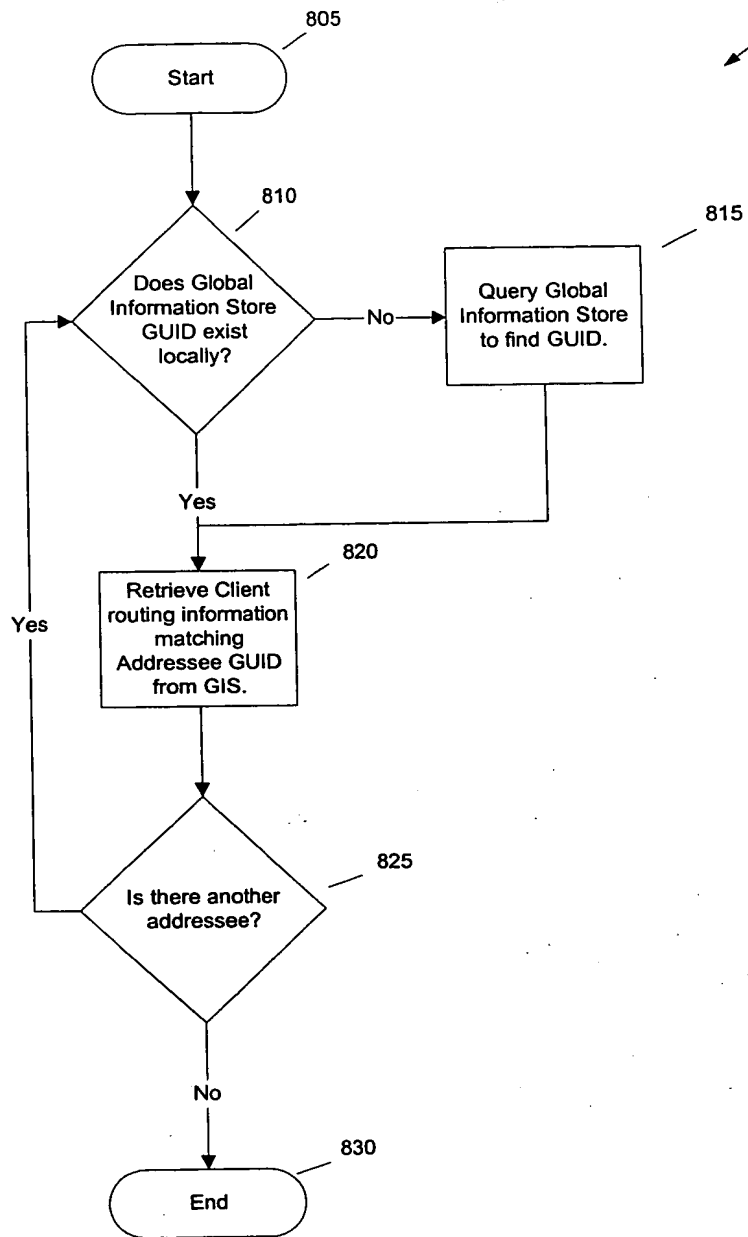 805
Start
810
Does Global
Information Store
GUID exist
locally?
No
815
Query Global
Information Store
to find GUID.
Yes
820
Retrieve Client
routing information
matching
Addressee GUID
from GIS.
Yes
825
Is there another
addressee?
No
830
End